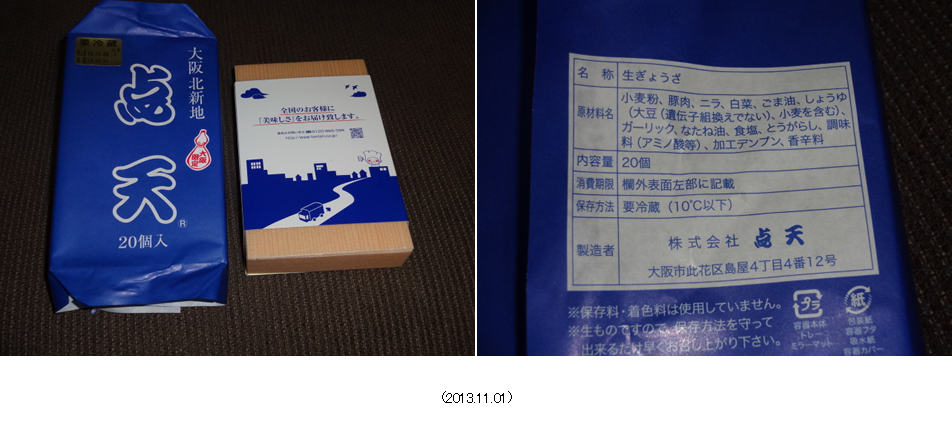 要冷蔵
大阪 北新地
点天
大阪
限定
®
20個入
全国のお客様に
「美味しさ」をお届け致します。
名 称 生ぎょうざ
原材料名 小麦粉、豚肉、ニラ、白菜、ごま油、しょうゆ
（大豆（遺伝子組換えでない）、小麦を含む）、
ガーリック、なたね油、食塩、とうがらし、調味
料（アミノ酸等）、加工デンプン、香辛料
内容量 20個
消費期限 欄外表面左部に記載
保存方法 要冷蔵（10℃以下）
製造者 株式会社 点天
大阪市此花区島屋4丁目4番12号
※保存料・着色料は使用していません。
※生ものですので、保存方法を守って
出来るだけ早くお召し上がり下さい。
プラ
容器本体
トレー
ミラーマット
紙
包装紙
容器フタ
吸水紙
容器カバー
（2013.11.01）